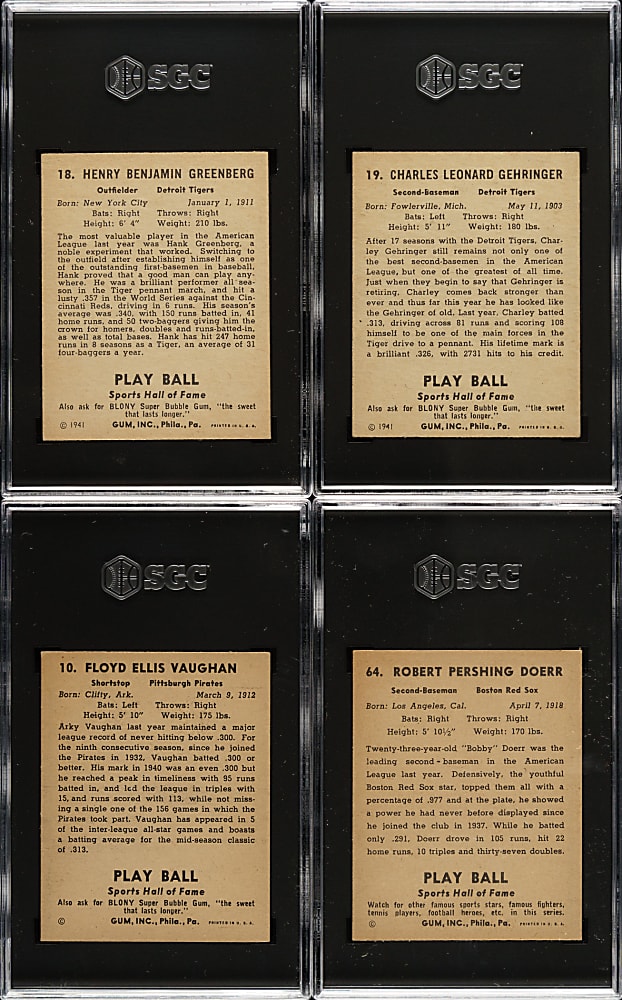 SGC
18. HENRY BENJAMIN GREENBERG
Outfielder Detroit Tigers
Born: New York City January 1, 1911
Bats: Right Throws: Right
Height: 6' 4" Weight: 210 lbs.
The most valuable player in the American
League last year was Hank Greenberg, a
noble experiment that worked. Switching to
the outfield after establishing himself as one
of the outstanding first-basemen in baseball,
Hank proved that a good man can play any-
where. He was a brilliant performer all sea-
son in the Tiger pennant march, and hit a
lusty .357 in the World Series against the Cin-
cinnati Reds, driving in 6 runs. His season's
average was .340, with 150 runs batted in, 41
home runs, and 50 two-baggers giving him the
crown for homers, doubles and runs-batted-in,
as well as total bases. Hank has hit 247 home
runs in 8 seasons as a Tiger, an average of 31
four-baggers a year.
PLAY BALL
Sports Hall of Fame
Also ask for BLONY Super Bubble Gum, "the sweet
that lasts longer."
© 1941 GUM, INC., Phila., Pa. PRINTED IN U. S. A.
SGC
19. CHARLES LEONARD GEHRINGER
Second-Baseman Detroit Tigers
Born: Fowlerville, Mich. May 11, 1903
Bats: Left Throws: Right
Height: 5' 11" Weight: 180 lbs.
After 17 seasons with the Detroit Tigers, Char-
ley Gehringer still remains not only one of
the best second-basemen in the American
League, but one of the greatest of all time.
Just when they begin to say that Gehringer is
retiring, Charley comes back stronger than
ever and thus far this year he has looked like
the Gehringer of old. Last year, Charley batted
.313, driving across 81 runs and scoring 108
himself to be one of the main forces in the
Tiger drive to a pennant. His lifetime mark is
a brilliant .326, with 2731 hits to his credit.
PLAY BALL
Sports Hall of Fame
Also ask for BLONY Super Bubble Gum, "the sweet
that lasts longer."
© 1941 GUM, INC., Phila., Pa. PRINTED IN U. S. A.
SGC
10. FLOYD ELLIS VAUGHAN
Shortstop Pittsburgh Pirates
Born: Clifty, Ark. March 9, 1912
Bats: Left Throws: Right
Height: 5' 10" Weight: 175 lbs.
Arky Vaughan last year maintained a major
league record of never hitting below .300. For
the ninth consecutive season, since he joined
the Pirates in 1932, Vaughan batted .300 or
better. His mark in 1940 was an even .300 but
he reached a peak in timeliness with 95 runs
batted in, and led the league in triples with
15, and runs scored with 113, while not miss-
ing a single one of the 156 games in which the
Pirates took part. Vaughan has appeared in 5
of the inter-league all-star games and boasts
a batting average for the mid-season classic
of .313.
PLAY BALL
Sports Hall of Fame
Also ask for BLONY Super Bubble Gum, "the sweet
that lasts longer."
© GUM, INC., Phila., Pa. PRINTED IN U. S. A.
SGC
64. ROBERT PERSHING DOERR
Second-Baseman Boston Red Sox
Born: Los Angeles, Cal. April 7, 1918
Bats: Right Throws: Right
Height: 5' 10½" Weight: 170 lbs.
Twenty-three-year-old "Bobby" Doerr was the
leading second-baseman in the American
League last year. Defensively, the youthful
Boston Red Sox star, topped them all with a
percentage of .977 and at the plate, he showed
a power he had never before displayed since
he joined the club in 1937. While he batted
only .291, Doerr drove in 105 runs, hit 22
home runs, 10 triples and thirty-seven doubles.
PLAY BALL
Sports Hall of Fame
Watch for other famous sports stars, famous fighters,
tennis players, football heroes, etc. in this series.
© GUM, INC., Phila., Pa. PRINTED IN U. S. A.